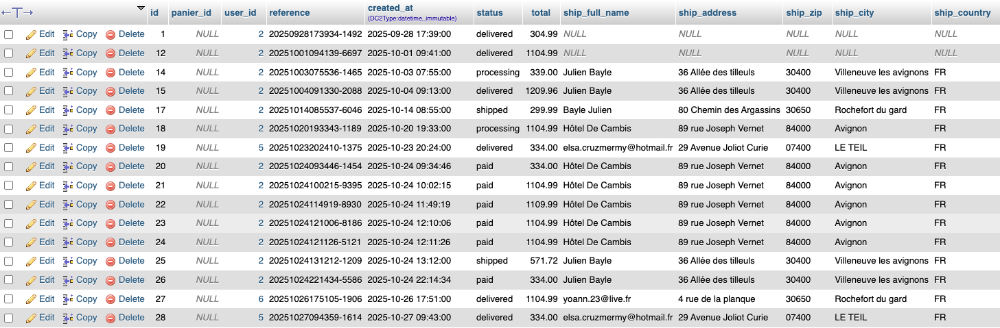 id panier_id user_id reference created_at (DC2Type:datetime_immutable) status total ship_full_name ship_address ship_zip ship_city ship_country
Edit Copy Delete 1 NULL 2 20250928173934-1492 2025-09-28 17:39:00 delivered 304.99 NULL NULL NULL NULL NULL
Edit Copy Delete 12 NULL 2 20251001094139-6697 2025-10-01 09:41:00 delivered 1104.99 NULL NULL NULL NULL NULL
Edit Copy Delete 14 NULL 2 20251003075536-1465 2025-10-03 07:55:00 processing 339.00 Julien Bayle 36 Allée des tilleuls 30400 Villeneuve les avignons FR
Edit Copy Delete 15 NULL 2 20251004091330-2088 2025-10-04 09:13:00 delivered 1209.96 Julien Bayle 36 Allée des tilleuls 30400 Villeneuve les avignons FR
Edit Copy Delete 17 NULL 2 20251014085537-6046 2025-10-14 08:55:00 shipped 299.99 Bayle Julien 80 Chemin des Argassins 30650 Rochefort du gard FR
Edit Copy Delete 18 NULL 2 20251020193343-1189 2025-10-20 19:33:00 processing 1104.99 Hôtel De Cambis 89 rue Joseph Vernet 84000 Avignon FR
Edit Copy Delete 19 NULL 5 20251023202410-1375 2025-10-23 20:24:00 delivered 334.00 elsa.cruzmermy@hotmail.fr 29 Avenue Joliot Curie 07400 LE TEIL FR
Edit Copy Delete 20 NULL 2 20251024093446-1454 2025-10-24 09:34:46 paid 334.00 Hôtel De Cambis 89 rue Joseph Vernet 84000 Avignon FR
Edit Copy Delete 21 NULL 2 20251024100215-9395 2025-10-24 10:02:15 paid 1104.99 Hôtel De Cambis 89 rue Joseph Vernet 84000 Avignon FR
Edit Copy Delete 22 NULL 2 20251024114919-8930 2025-10-24 11:49:19 paid 1109.99 Hôtel De Cambis 89 rue Joseph Vernet 84000 Avignon FR
Edit Copy Delete 23 NULL 2 20251024121006-8186 2025-10-24 12:10:06 paid 1104.99 Hôtel De Cambis 89 rue Joseph Vernet 84000 Avignon FR
Edit Copy Delete 24 NULL 2 20251024121126-5121 2025-10-24 12:11:26 paid 1104.99 Hôtel De Cambis 89 rue Joseph Vernet 84000 Avignon FR
Edit Copy Delete 25 NULL 2 20251024131212-1209 2025-10-24 13:12:00 shipped 571.72 Julien Bayle 36 Allée des tilleuls 30400 Villeneuve les avignons FR
Edit Copy Delete 26 NULL 2 20251024221434-5586 2025-10-24 22:14:34 paid 334.00 Julien Bayle 36 Allée des tilleuls 30400 Villeneuve les avignons FR
Edit Copy Delete 27 NULL 6 20251026175105-1906 2025-10-26 17:51:00 delivered 1104.99 yoann.23@live.fr 4 rue de la planque 30650 Rochefort du gard FR
Edit Copy Delete 28 NULL 5 20251027094359-1614 2025-10-27 09:43:00 delivered 334.00 elsa.cruzmermy@hotmail.fr 29 Avenue Joliot Curie 07400 LE TEIL FR